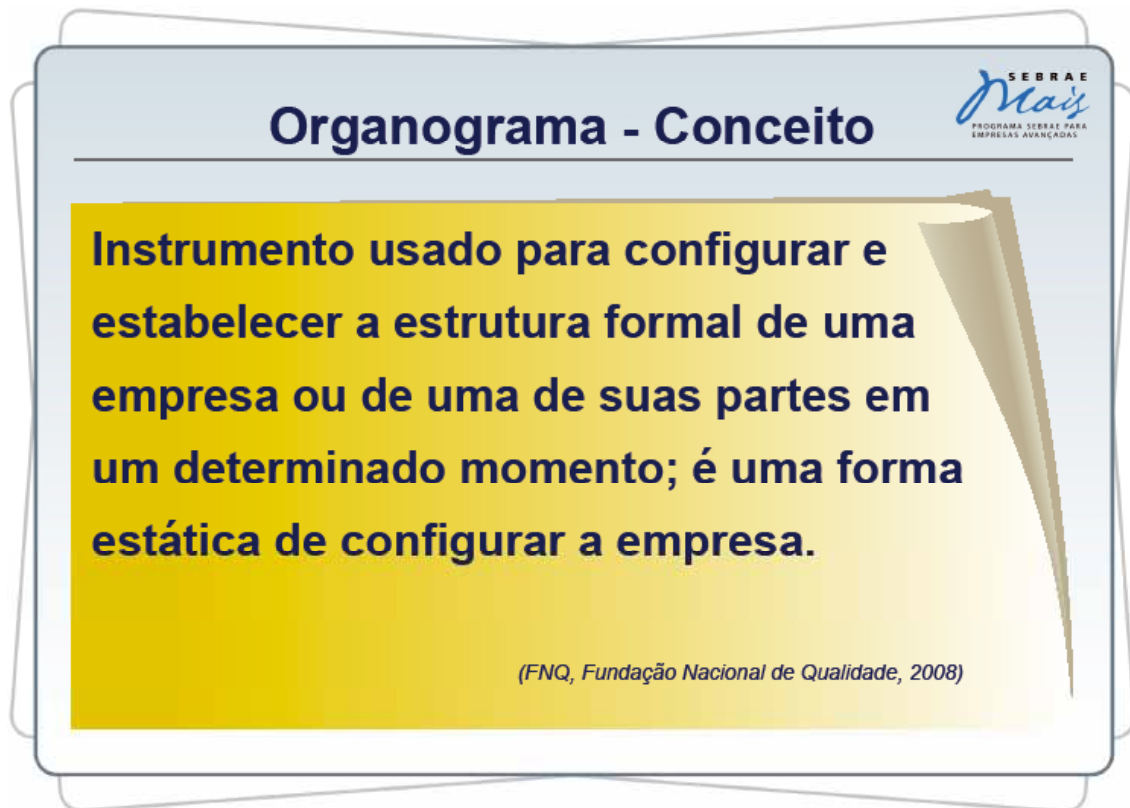 SEBRAE
Mais
PROGRAMA SEBRAE PARA
EMPRESAS AVANÇADAS
Organograma - Conceito
Instrumento usado para configurar e
estabelecer a estrutura formal de uma
empresa ou de uma de suas partes em
um determinado momento; é uma forma
estática de configurar a empresa.
(FNQ, Fundação Nacional de Qualidade, 2008)